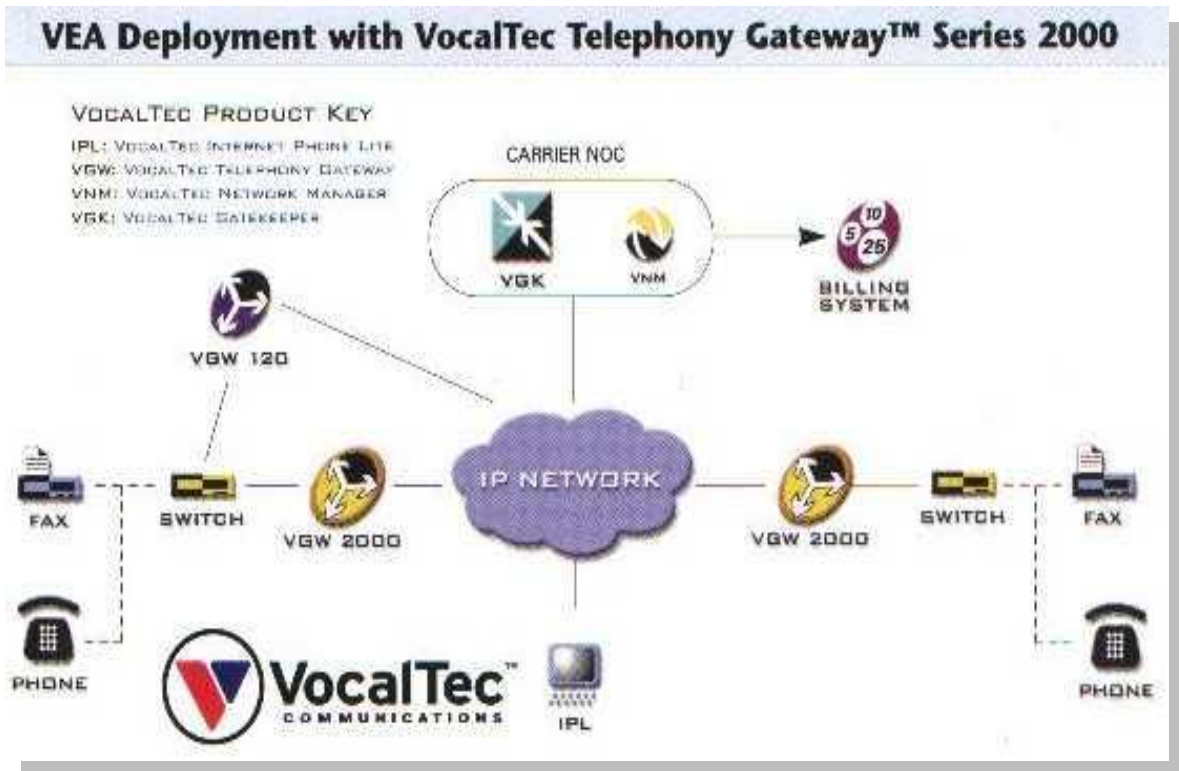 VEA Deployment with VocalTec Telephony Gateway™ Series 2000
VOCALTEC PRODUCT KEY
IPL: VOCALTEC INTERNET PHONE LITE
VGW: VOCALTEC TELEPHONY GATEWAY
VNM: VOCALTEC NETWORK MANAGER
VGK: VOCALTEC GATEKEEPER
CARRIER NOC
VGK
VNM
5
10
25
BILLING
SYSTEM
VGW 120
IP NETWORK
FAX
SWITCH
VGW 2000
VGW 2000
SWITCH
FAX
PHONE
VocalTec™
COMMUNICATIONS
IPL
PHONE